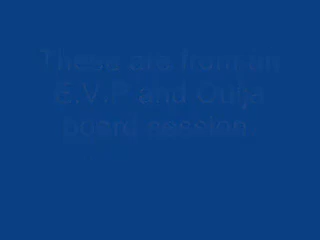 These are from an
E.V.P and Ouija
board session.